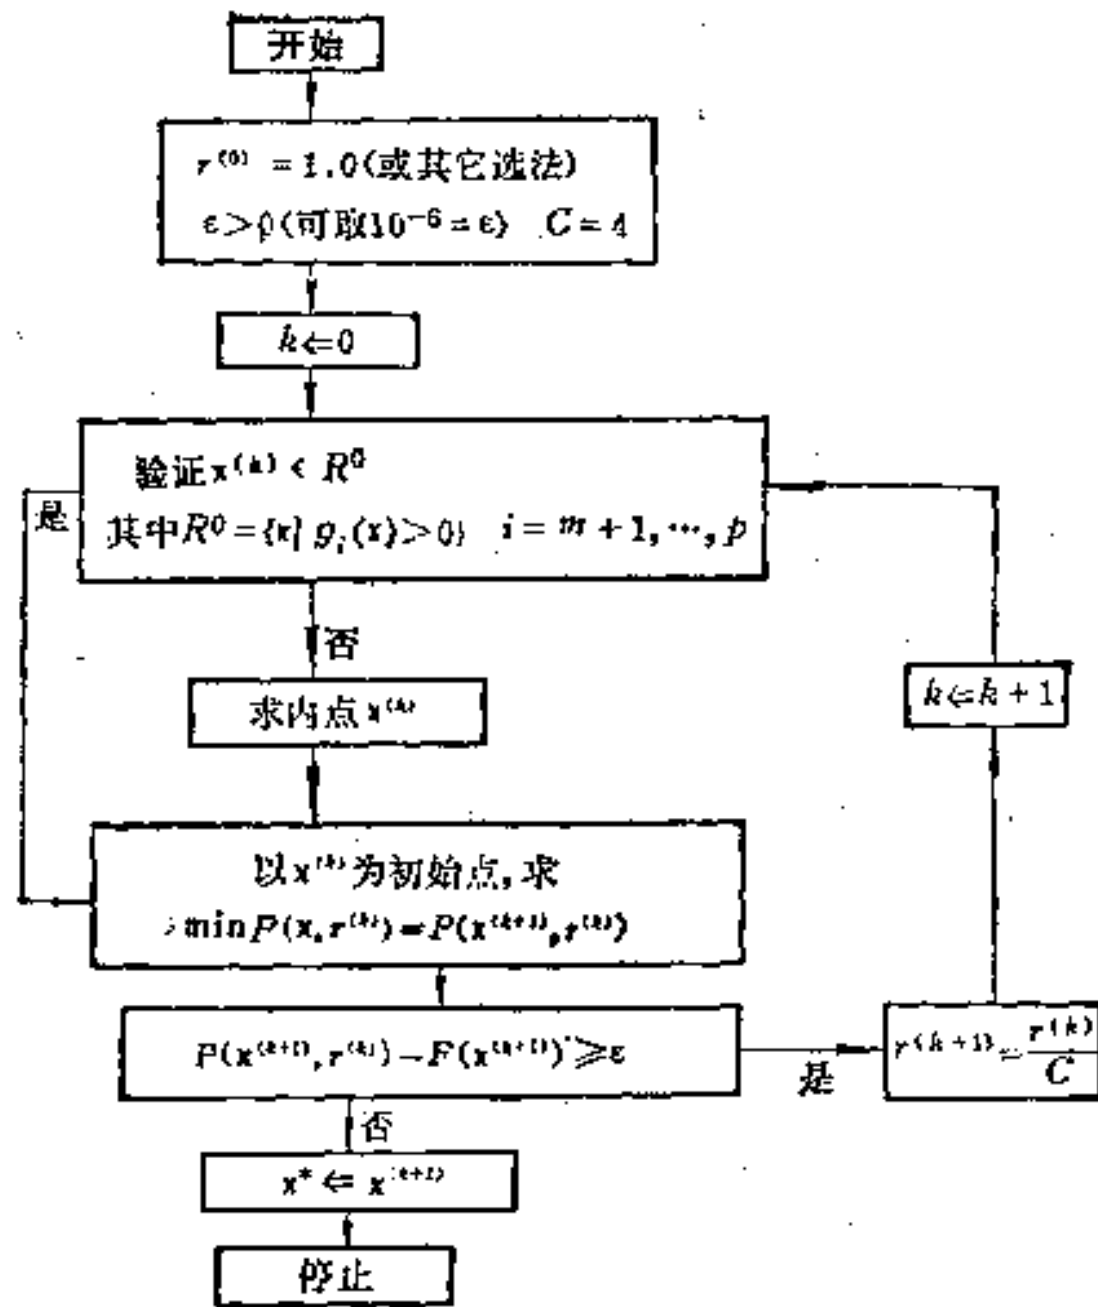 开始
r⁽⁰⁾ = 1.0(或其它选法)
ε>0(可取10⁻⁶=ε) C=4
k⇐0
验证x⁽ᵏ⁾ ∈ R⁰
是
其中R⁰={x| gᵢ(x)>0} i=m+1,…,p
否
求内点x⁽ᵏ⁾
k⇐k+1
以x⁽ᵏ⁾为初始点,求
minP(x,r⁽ᵏ⁾)=P(x⁽ᵏ⁺¹⁾,r⁽ᵏ⁾)
P(x⁽ᵏ⁺¹⁾,r⁽ᵏ⁾)-F(x⁽ᵏ⁺¹⁾)≥ε
是
r⁽ᵏ⁺¹⁾=r⁽ᵏ⁾/C
否
x* ⇐ x⁽ᵏ⁺¹⁾
停止